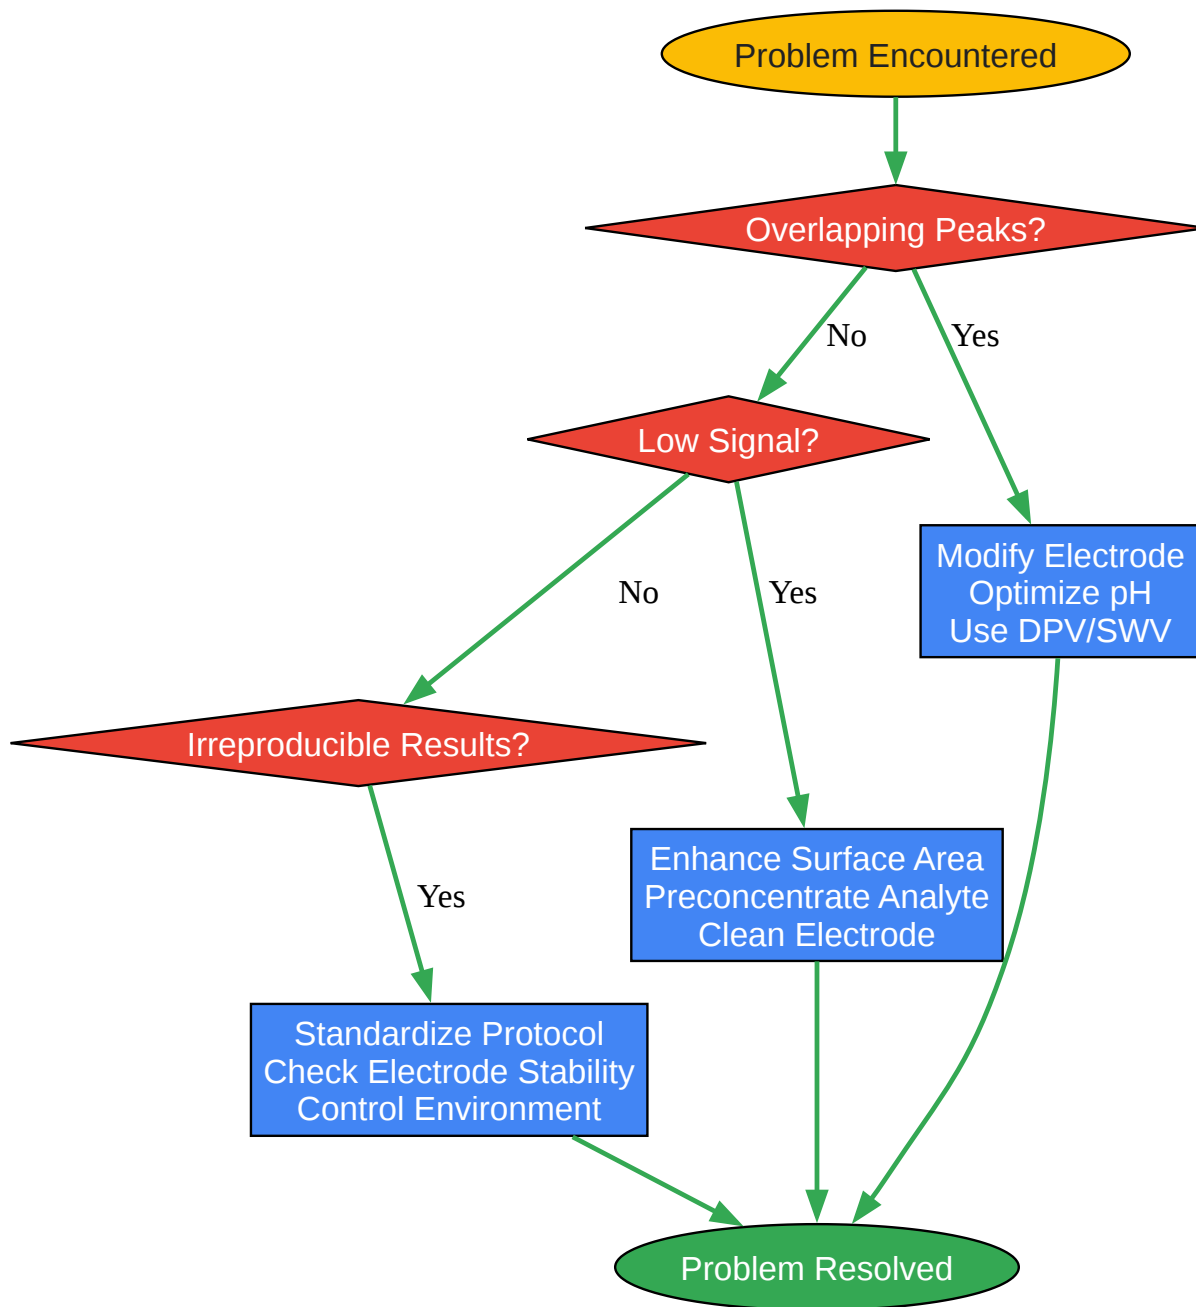 Problem Encountered
Overlapping Peaks?
No
Yes
Low Signal?
Modify Electrode
Optimize pH
Use DPV/SWV
No
Yes
Irreproducible Results?
Enhance Surface Area
Preconcentrate Analyte
Clean Electrode
Yes
Standardize Protocol
Check Electrode Stability
Control Environment
Problem Resolved